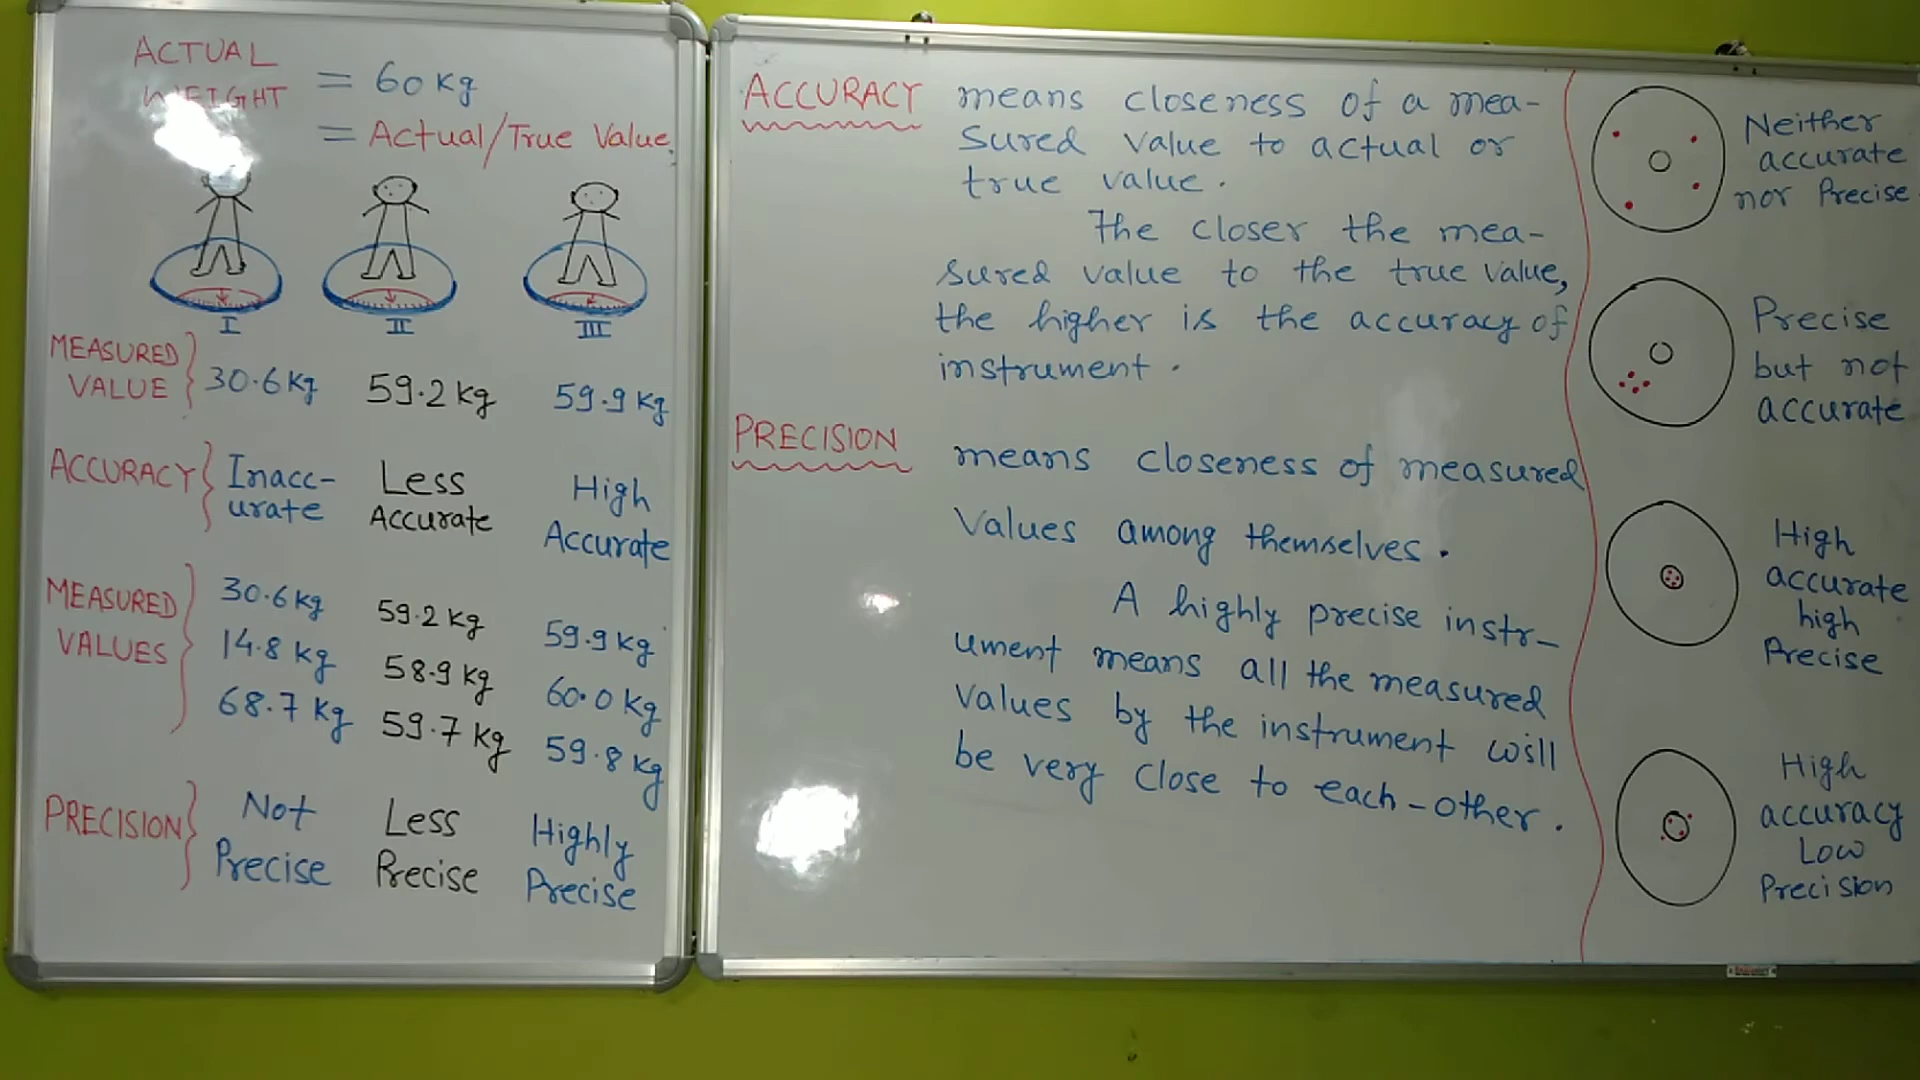 ACTUAL
WEIGHT = 60 Kg
= Actual/True Value
I II III
MEASURED
VALUE } 30.6 Kg 59.2 Kg 59.9 Kg
ACCURACY { Inacc-
urate
Less
Accurate
High
Accurate
MEASURED
VALUES } 30.6 Kg
14.8 Kg
68.7 Kg
59.2 Kg
58.9 Kg
59.7 Kg
59.9 Kg
60.0 Kg
59.8 Kg
PRECISION } Not
Precise
Less
Precise
Highly
Precise
ACCURACY means closeness of a mea-
sured value to actual or
true value.
The closer the mea-
sured value to the true value,
the higher is the accuracy of
instrument.
PRECISION means closeness of measured
Values among themselves.
A highly precise instr-
ument means all the measured
values by the instrument will
be very close to each-other.
Neither
accurate
nor Precise
Precise
but not
accurate
High
accurate
high
Precise
High
accuracy
Low
Precision